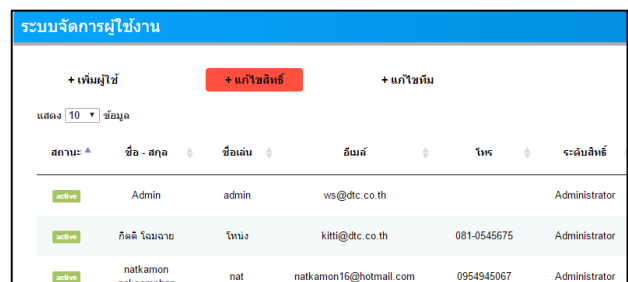 ระบบจัดการผู้ใช้งาน
+ เพิ่มผู้ใช้ + แก้ไขสิทธิ์ + แก้ไขทีม
แสดง 10 ข้อมูล
สถานะ ชื่อ - สกุล ชื่อเล่น อีเมล์ โทร ระดับสิทธิ์
active Admin admin ws@dtc.co.th Administrator
active กิตติ โฉมฉาย โหน่ง kitti@dtc.co.th 081-0545675 Administrator
active natkamon nat natkamon16@hotmail.com 0954945067 Administrator